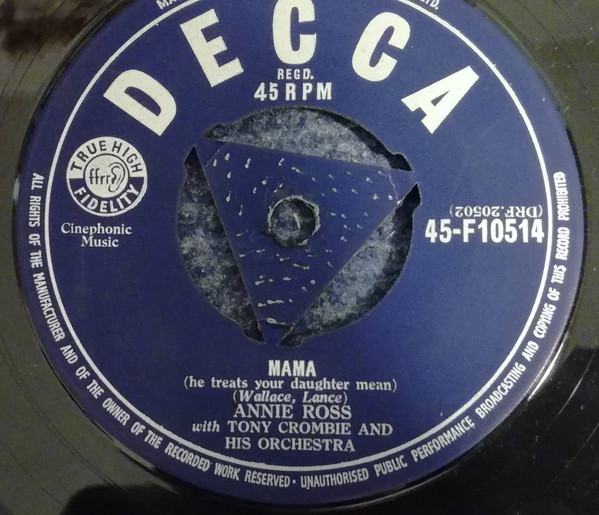 DECCA
REGD.
45 RPM
TRUE HIGH
ffrr
FIDELITY
Cinephonic
Music
(DRF.20502)
45-F10514
MAMA
(he treats your daughter mean)
(Wallace, Lance)
ANNIE ROSS
with TONY CROMBIE AND
HIS ORCHESTRA
ALL RIGHTS OF THE MANUFACTURER AND OF THE OWNER OF THE RECORDED WORK RESERVED · UNAUTHORISED PUBLIC PERFORMANCE BROADCASTING AND COPYING OF THIS RECORD PROHIBITED